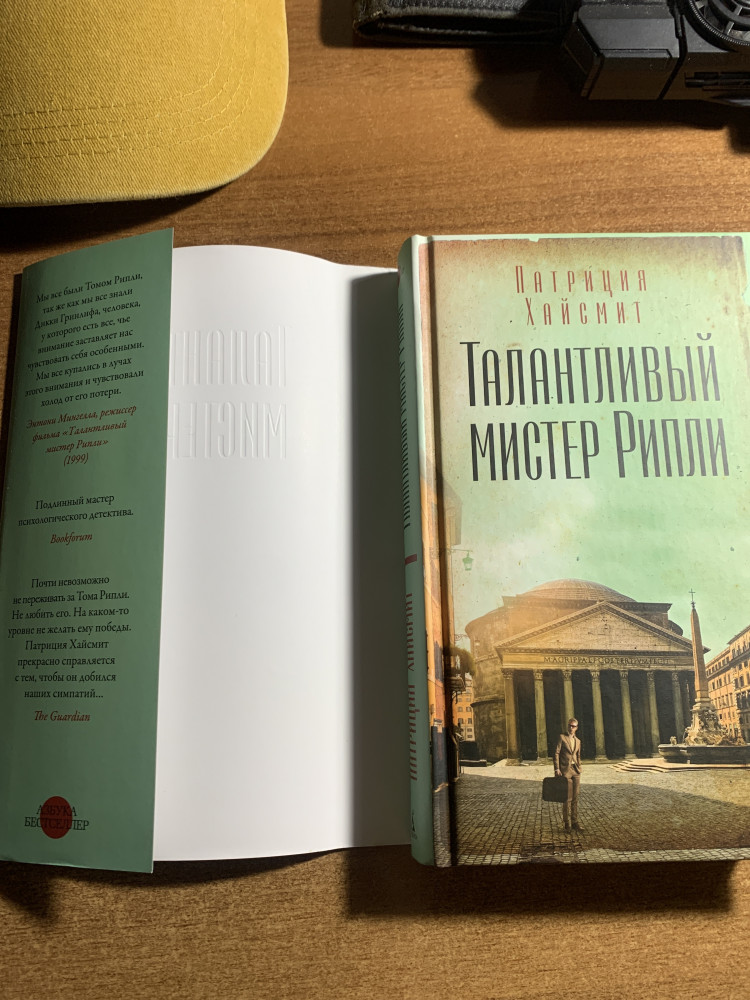 Мы все были Томом Рипли,
так же как мы все знали
Дикки Гринлифа, человека,
у которого есть все, чье
внимание заставляет нас
чувствовать себя особенными.
Мы все купались в лучах
этого внимания и чувствовали
холод от его потери.
Энтони Мингелла, режиссер
фильма «Талантливый
мистер Рипли»
(1999)
Подлинный мастер
психологического детектива.
Bookforum
Почти невозможно
не переживать за Тома Рипли.
Не любить его. На каком-то
уровне не желать ему победы.
Патриция Хайсмит
прекрасно справляется
с тем, чтобы он добился
наших симпатий...
The Guardian
АЗБУКА
БЕСТСЕЛЛЕР
Патриция
Хайсмит
Талантливый
мистер Рипли